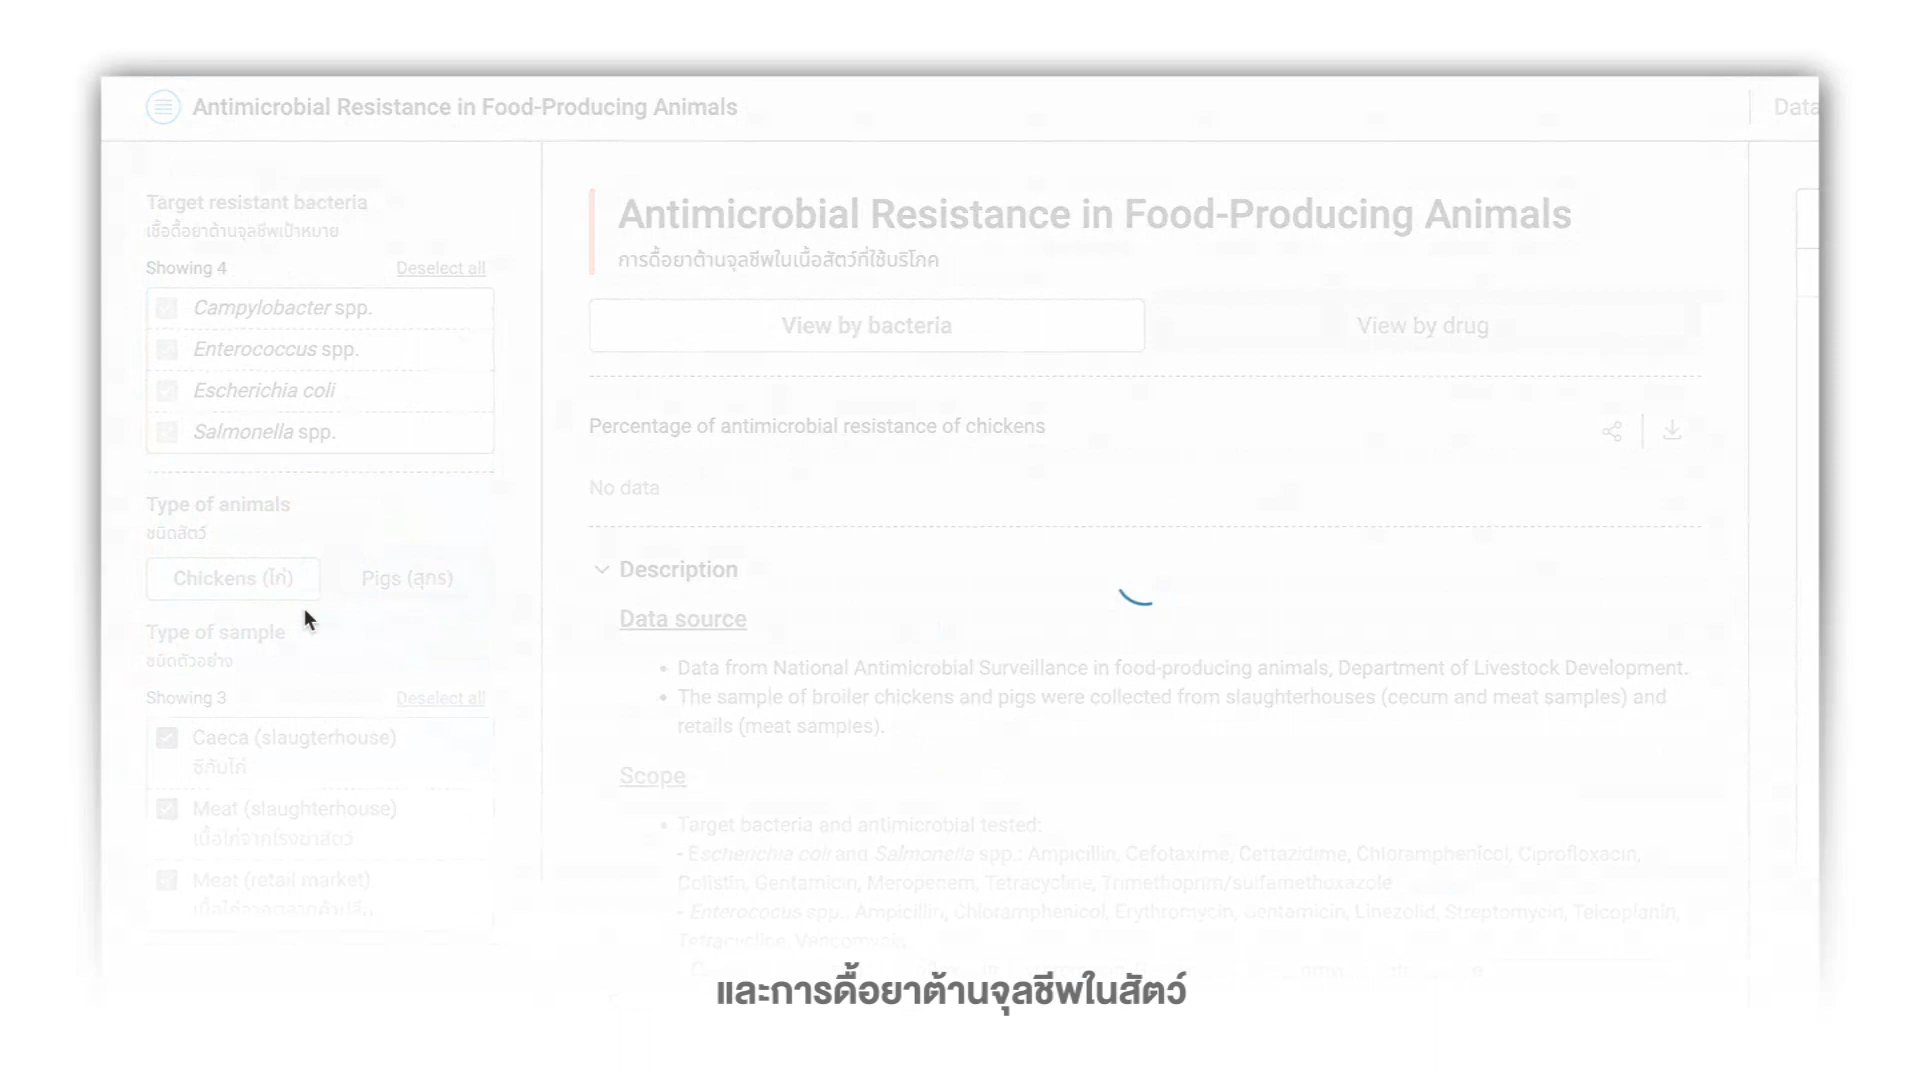 Antimicrobial Resistance in Food-Producing Animals
Data
Target resistant bacteria
เชื้อดื้อยาต้านจุลชีพเป้าหมาย
Showing 4 Deselect all
Campylobacter spp.
Enterococcus spp.
Escherichia coli
Salmonella spp.
Type of animals
ชนิดสัตว์
Chickens (ไก่) Pigs (สุกร)
Type of sample
ชนิดตัวอย่าง
Showing 3 Deselect all
Caeca (slaugterhouse)
ซีกับไก่
Meat (slaughterhouse)
เนื้อไก่จากโรงฆ่าสัตว์
Meat (retail market)
Antimicrobial Resistance in Food-Producing Animals
การดื้อยาต้านจุลชีพในเนื้อสัตว์ที่ใช้บริโภค
View by bacteria View by drug
Percentage of antimicrobial resistance of chickens
No data
Description
Data source
• Data from National Antimicrobial Surveillance in food-producing animals, Department of Livestock Development.
• The sample of broiler chickens and pigs were collected from slaughterhouses (cecum and meat samples) and
retails (meat samples).
Scope
• Target bacteria and antimicrobial tested:
- Escherichia coli and Salmonella spp.: Ampicillin, Cefotaxime, Ceftazidime, Chloramphenicol, Ciprofloxacin,
Colistin, Gentamicin, Meropenem, Tetracycline, Trimethoprim/sulfamethoxazole
- Enterococus spp.: Ampicillin, Chloramphenicol, Erythromycin, Gentamicin, Linezolid, Streptomycin, Teicoplanin,
Tetracycline, Vancomycin
และการดื้อยาต้านจุลชีพในสัตว์